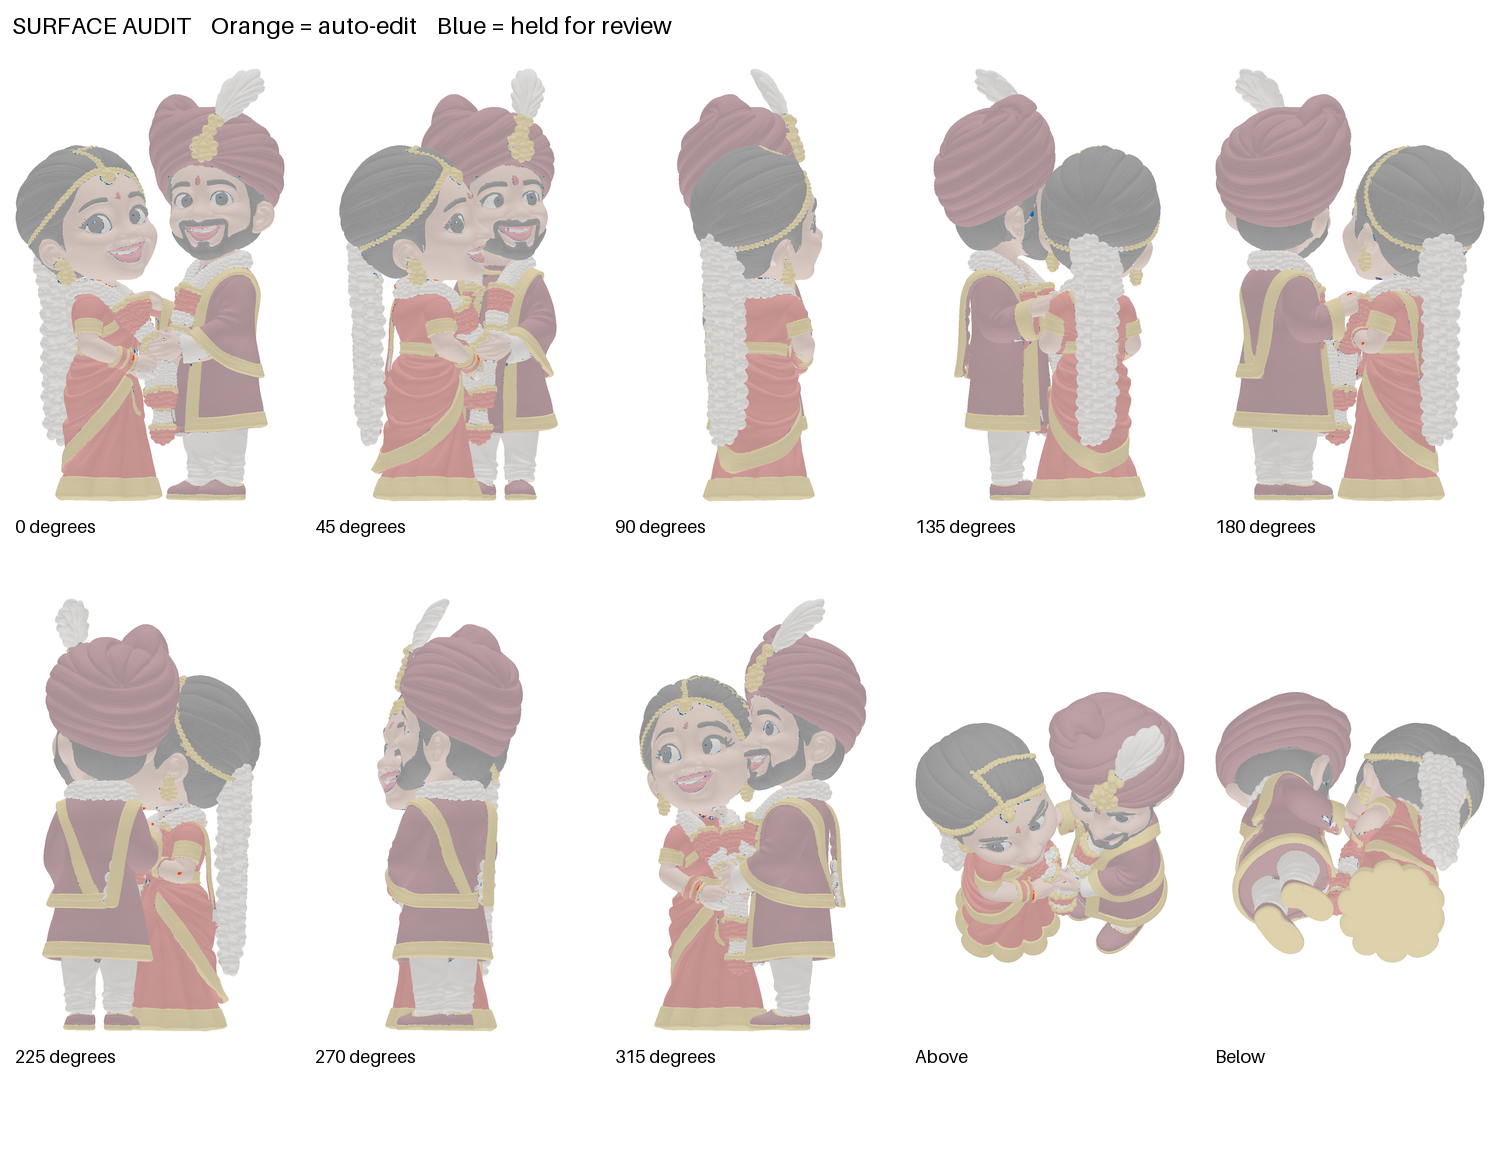 SURFACE AUDIT Orange = auto-edit Blue = held for review
0 degrees
45 degrees
90 degrees
135 degrees
180 degrees
225 degrees
270 degrees
315 degrees
Above
Below